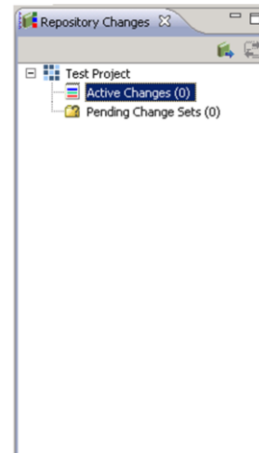 Repository Changes
Test Project
Active Changes (0)
Pending Change Sets (0)